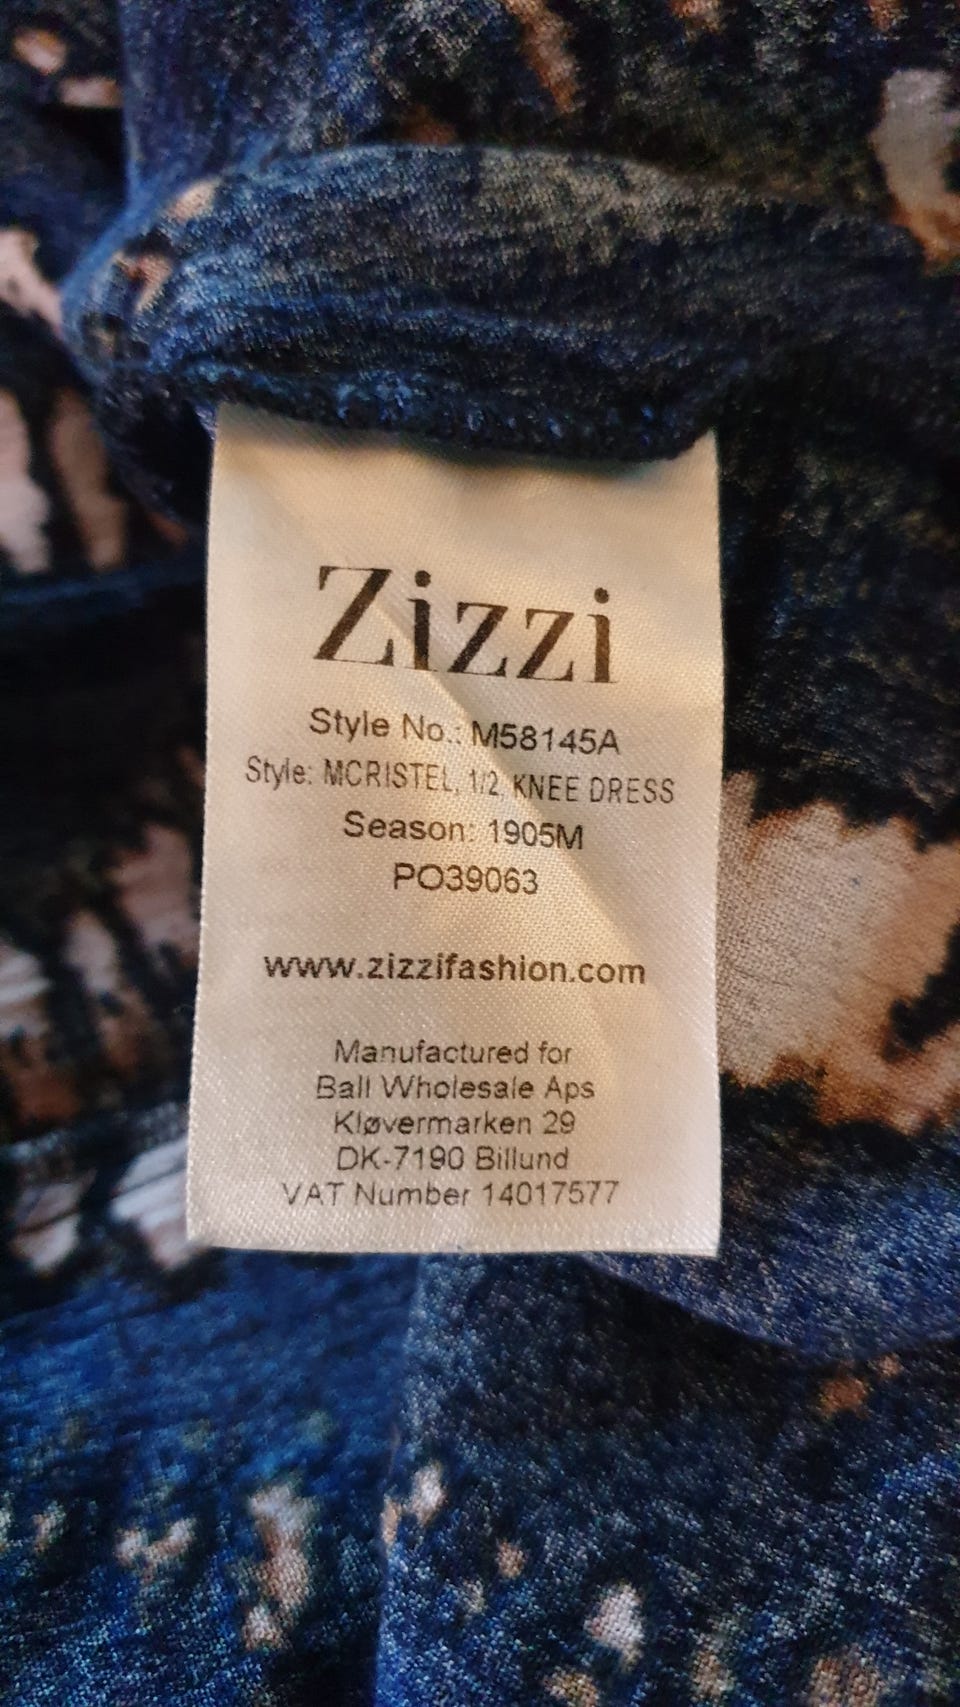 Zizzi
Style No.: M58145A
Style: MCRISTEL, 1/2, KNEE DRESS
Season: 1905M
PO39063
www.zizzifashion.com
Manufactured for
Ball Wholesale Aps
Kløvermarken 29
DK-7190 Billund
VAT Number 14017577